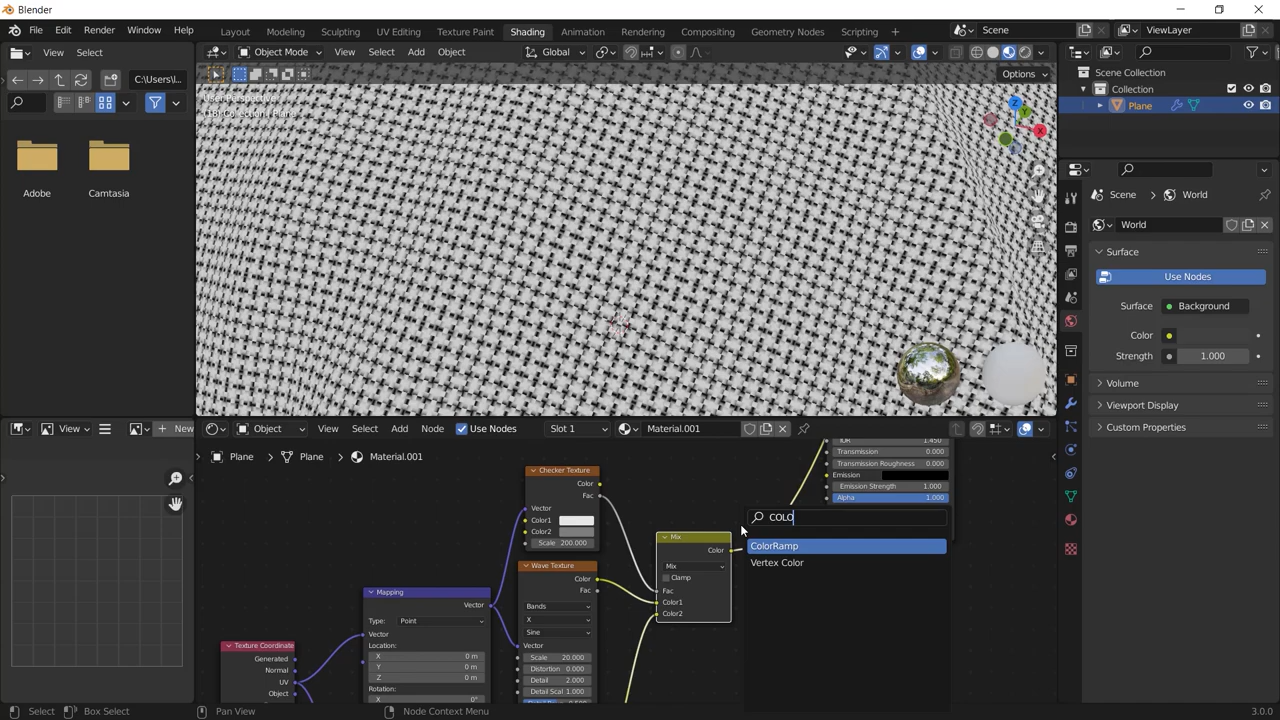 Blender
File Edit Render Window Help Layout Modeling Sculpting UV Editing Texture Paint Shading Animation Rendering Compositing Geometry Nodes Scripting + Scene ViewLayer
View Select Object Mode View Select Add Object Global
C:\Users\l... Options
User Perspective
(18) Collection | Plane
Adobe Camtasia
Z
Y
X
Scene Collection
Collection
Plane
Scene World
World
Surface
Use Nodes
Surface Background
Color
Strength 1.000
Volume
Viewport Display
Custom Properties
View New Object View Select Add Node Use Nodes Slot 1 Material.001
Plane Plane Material.001
IOR 1.450
Transmission 0.000
Transmission Roughness 0.000
Emission
Emission Strength 1.000
Alpha 1.000
Checker Texture
Color
Fac
Vector
Color1
Color2
Scale 200.000
Wave Texture
Color
Fac
Bands
X
Sine
Vector
Scale 20.000
Distortion 0.000
Detail 2.000
Detail Scal 1.000
Mix
Color
Mix
Clamp
Fac
Color1
Color2
COLO
ColorRamp
Vertex Color
Mapping
Vector
Type: Point
Vector
Location:
X 0 m
Y 0 m
Z 0 m
Rotation:
X 0°
Texture Coordinate
Generated
Normal
UV
Object
Select Box Select Pan View Node Context Menu 3.0.0